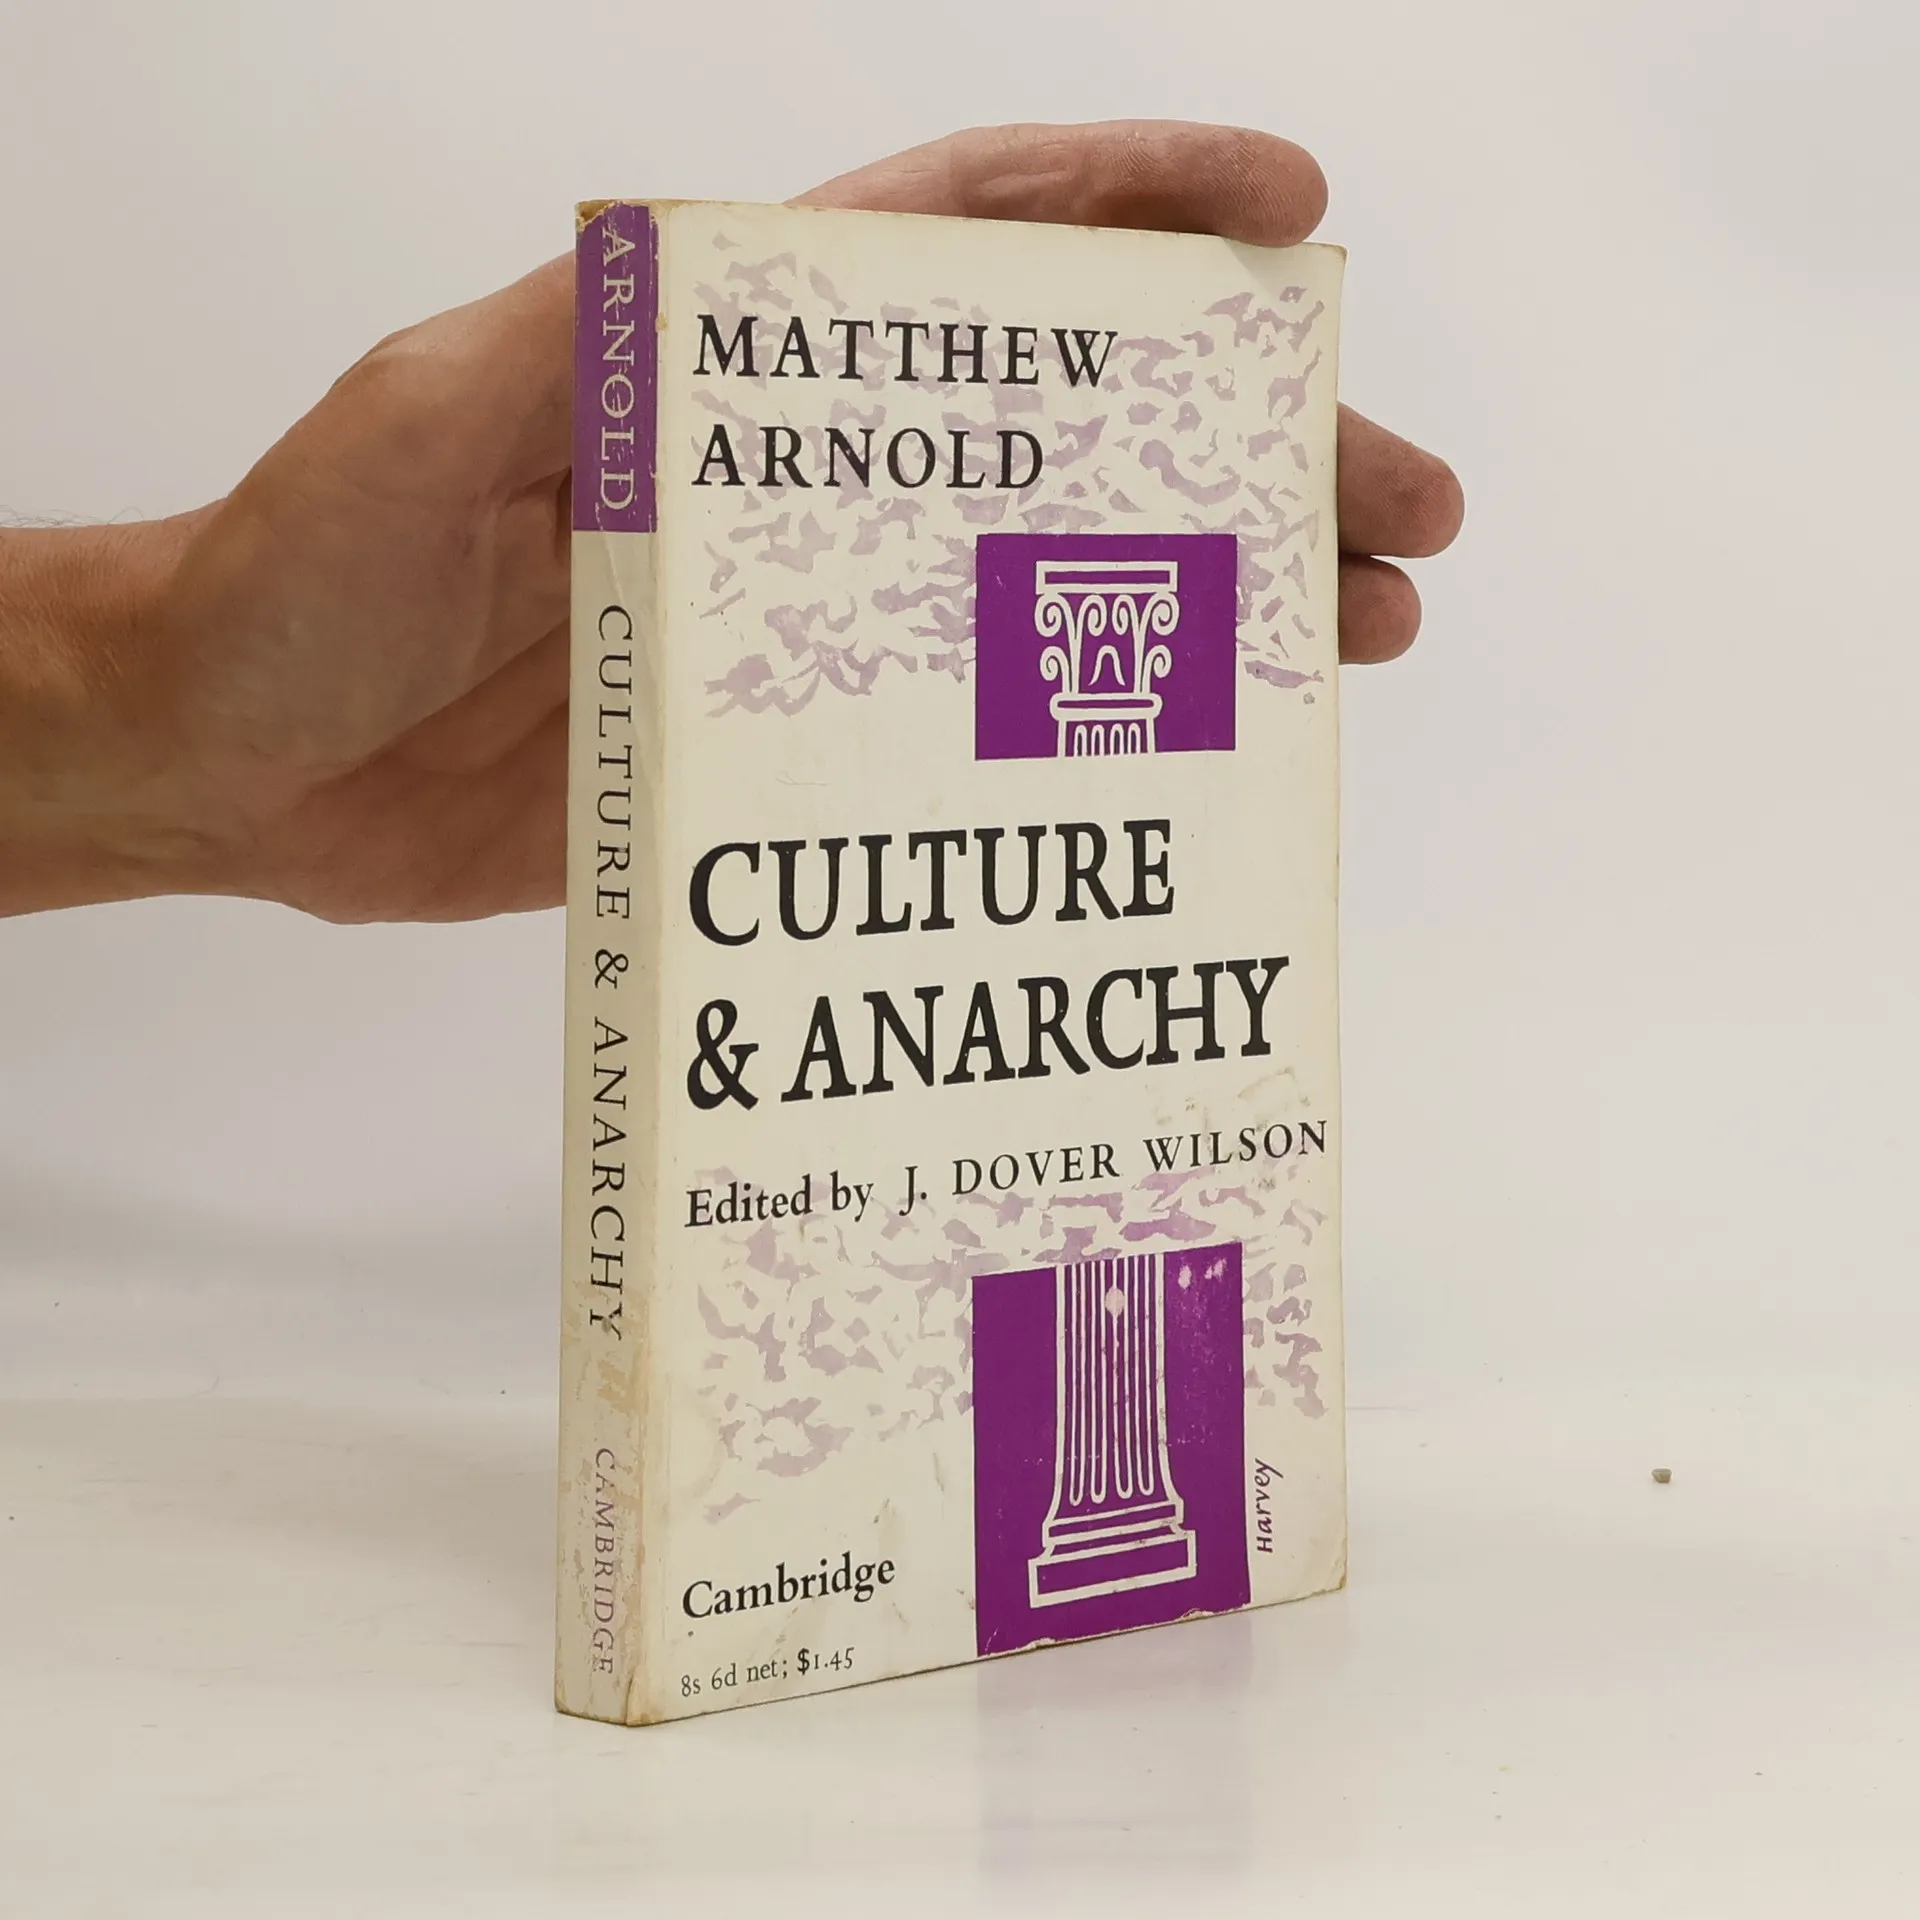 ARNOLD
CULTURE & ANARCHY
CAMBRIDGE
MATTHEW
ARNOLD
CULTURE
& ANARCHY
Edited by J. DOVER WILSON
Harvey
Cambridge
8s 6d net; $1.45